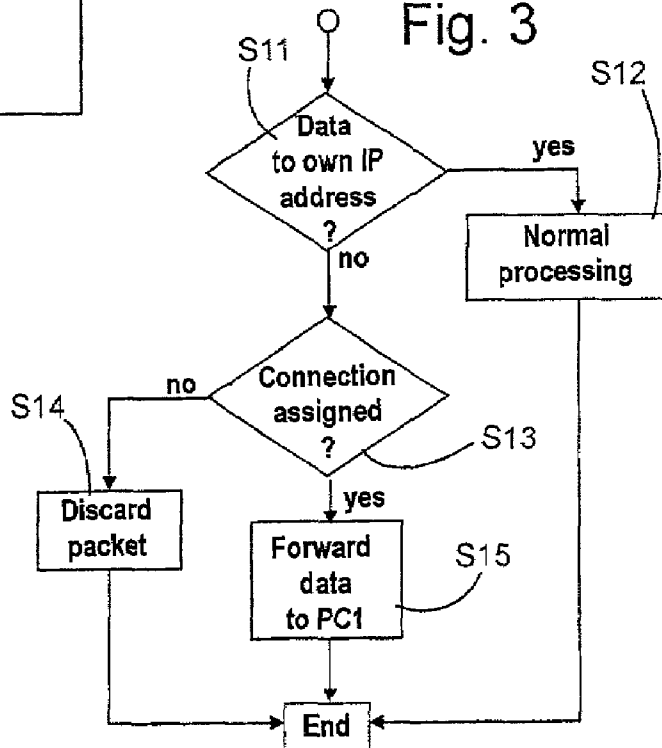 Fig. 3
S11
S12
Data
to own IP
address
?
yes
no
Normal
processing
Connection
assigned
?
no
S14
S13
yes
Discard
packet
Forward
data
to PC1
S15
End